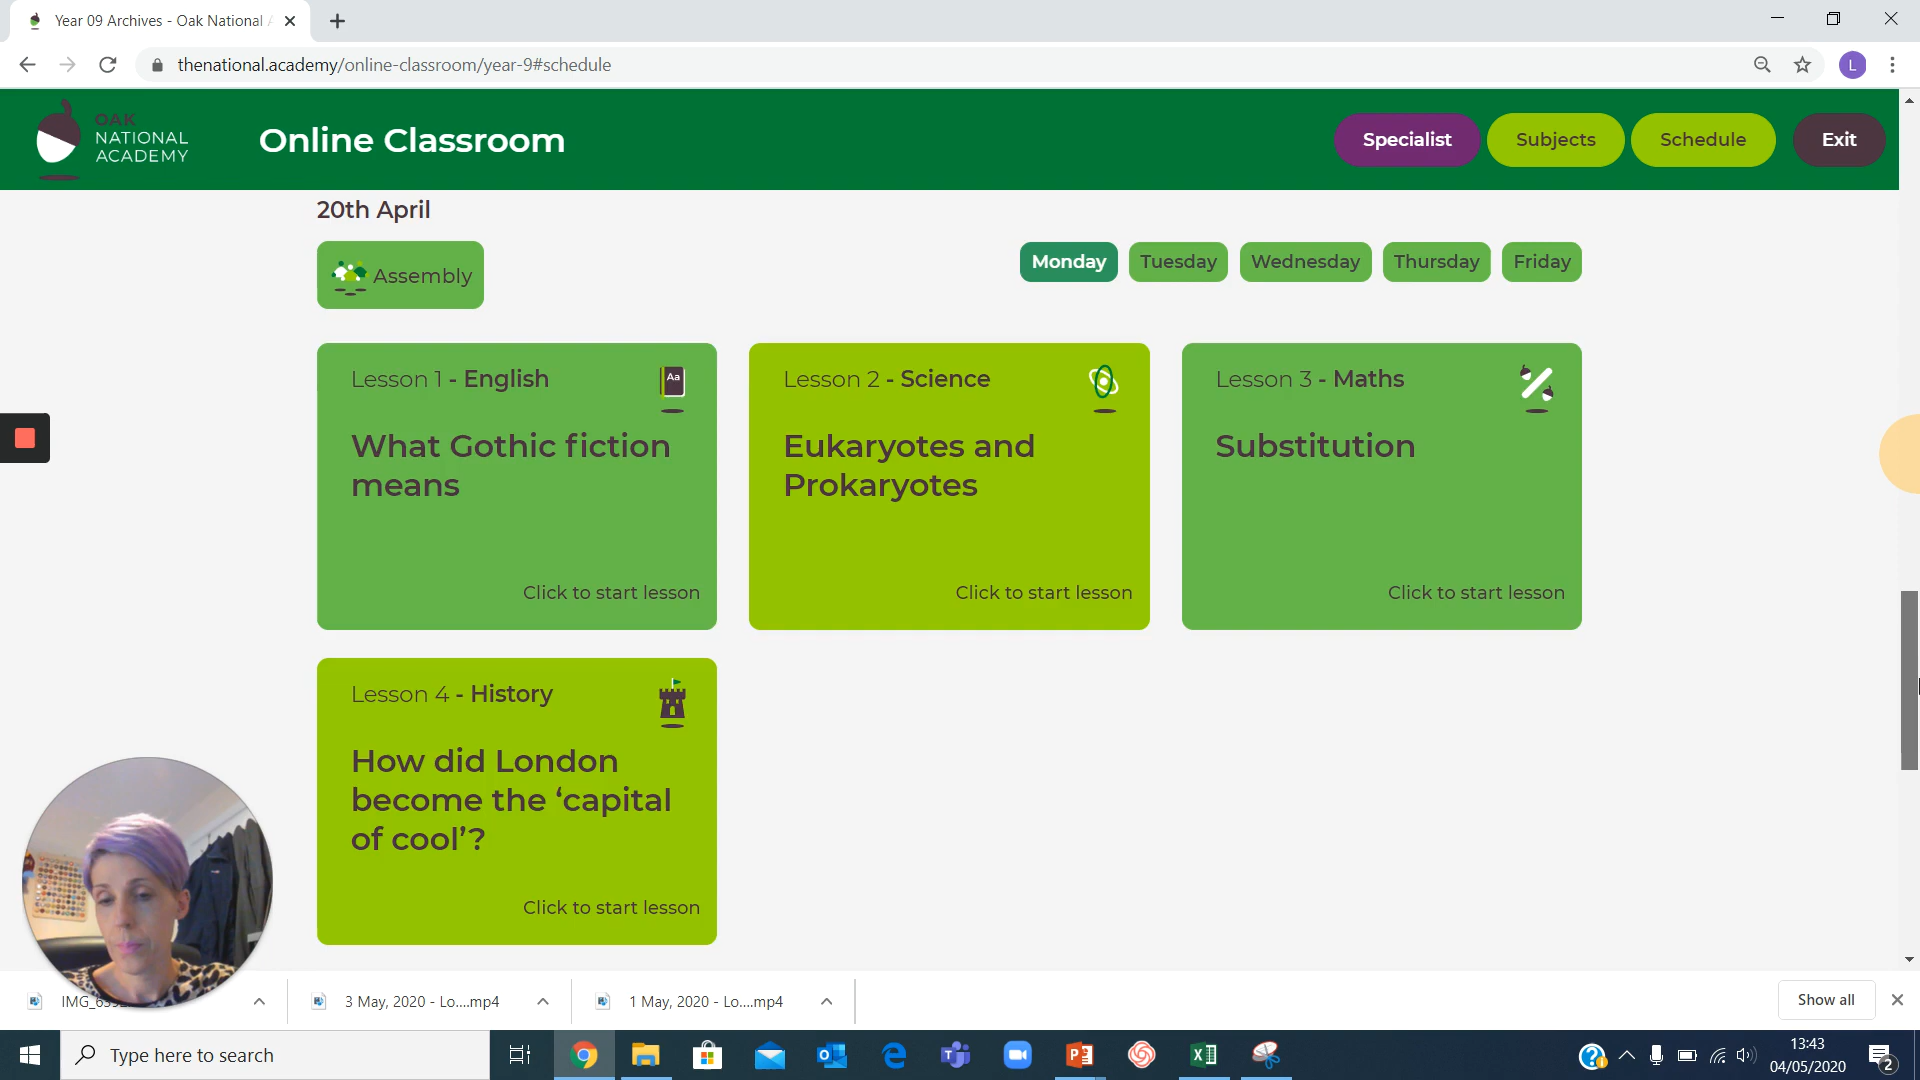 Year 09 Archives - Oak National
thenational.academy/online-classroom/year-9#schedule
L
OAK
NATIONAL
ACADEMY
Online Classroom
Specialist
Subjects
Schedule
Exit
20th April
Assembly
Monday
Tuesday
Wednesday
Thursday
Friday
Lesson 1 - English
Aa
What Gothic fiction
means
Click to start lesson
Lesson 2 - Science
Eukaryotes and
Prokaryotes
Click to start lesson
Lesson 3 - Maths
Substitution
Click to start lesson
Lesson 4 - History
How did London
become the ‘capital
of cool’?
Click to start lesson
3 May, 2020 - Lo....mp4
1 May, 2020 - Lo....mp4
Show all
Type here to search
13:43
04/05/2020
2